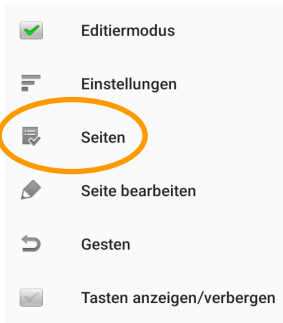 Editiermodus
Einstellungen
Seiten
Seite bearbeiten
Gesten
Tasten anzeigen/verbergen